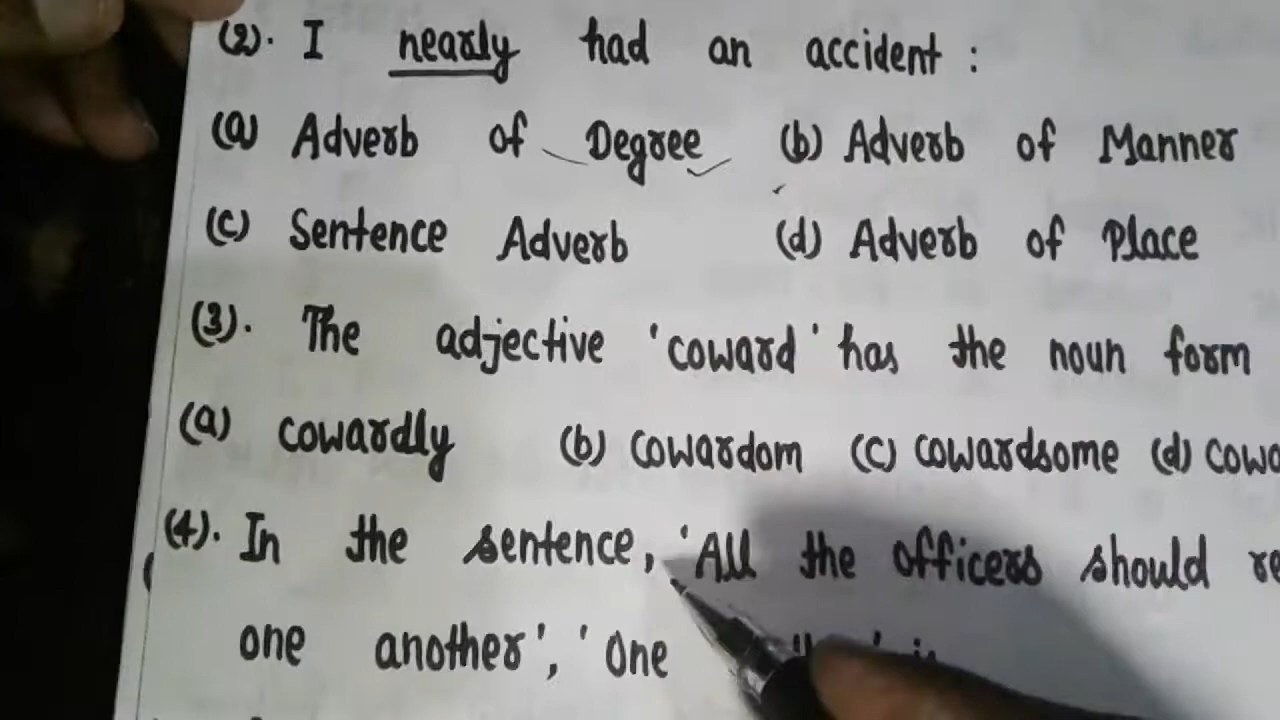 (2). I nearly had an accident :
(a) Adverb of Degree (b) Adverb of Manner
(c) Sentence Adverb (d) Adverb of Place
(3). The adjective 'coward' has the noun form
(a) cowardly (b) cowardom (c) cowardsome (d)
(4). In the sentence, 'All the officers should
one another', 'One